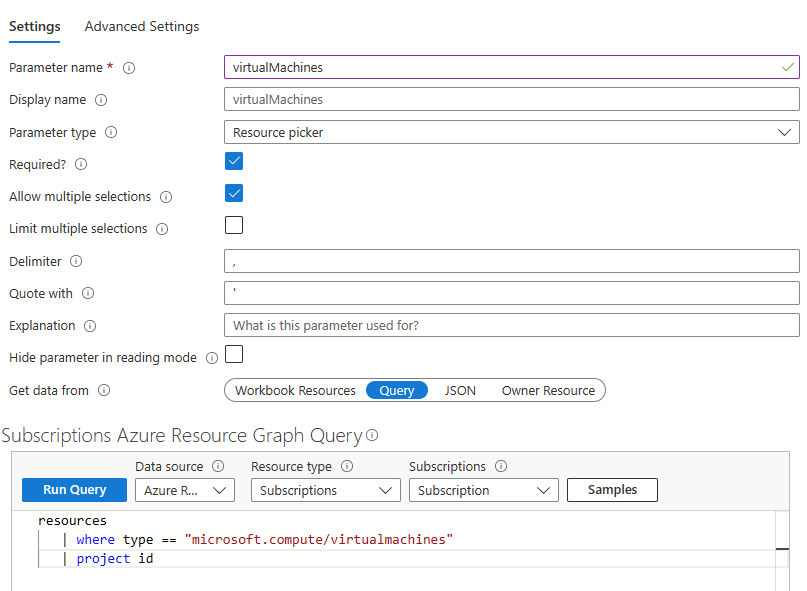 Settings Advanced Settings
Parameter name * virtualMachines
Display name virtualMachines
Parameter type Resource picker
Required?
Allow multiple selections
Limit multiple selections
Delimiter ,
Quote with '
Explanation What is this parameter used for?
Hide parameter in reading mode
Get data from Workbook Resources Query JSON Owner Resource
Subscriptions Azure Resource Graph Query
Data source Resource type Subscriptions
Run Query Azure R... Subscriptions Subscription Samples
resources
| where type == "microsoft.compute/virtualmachines"
| project id